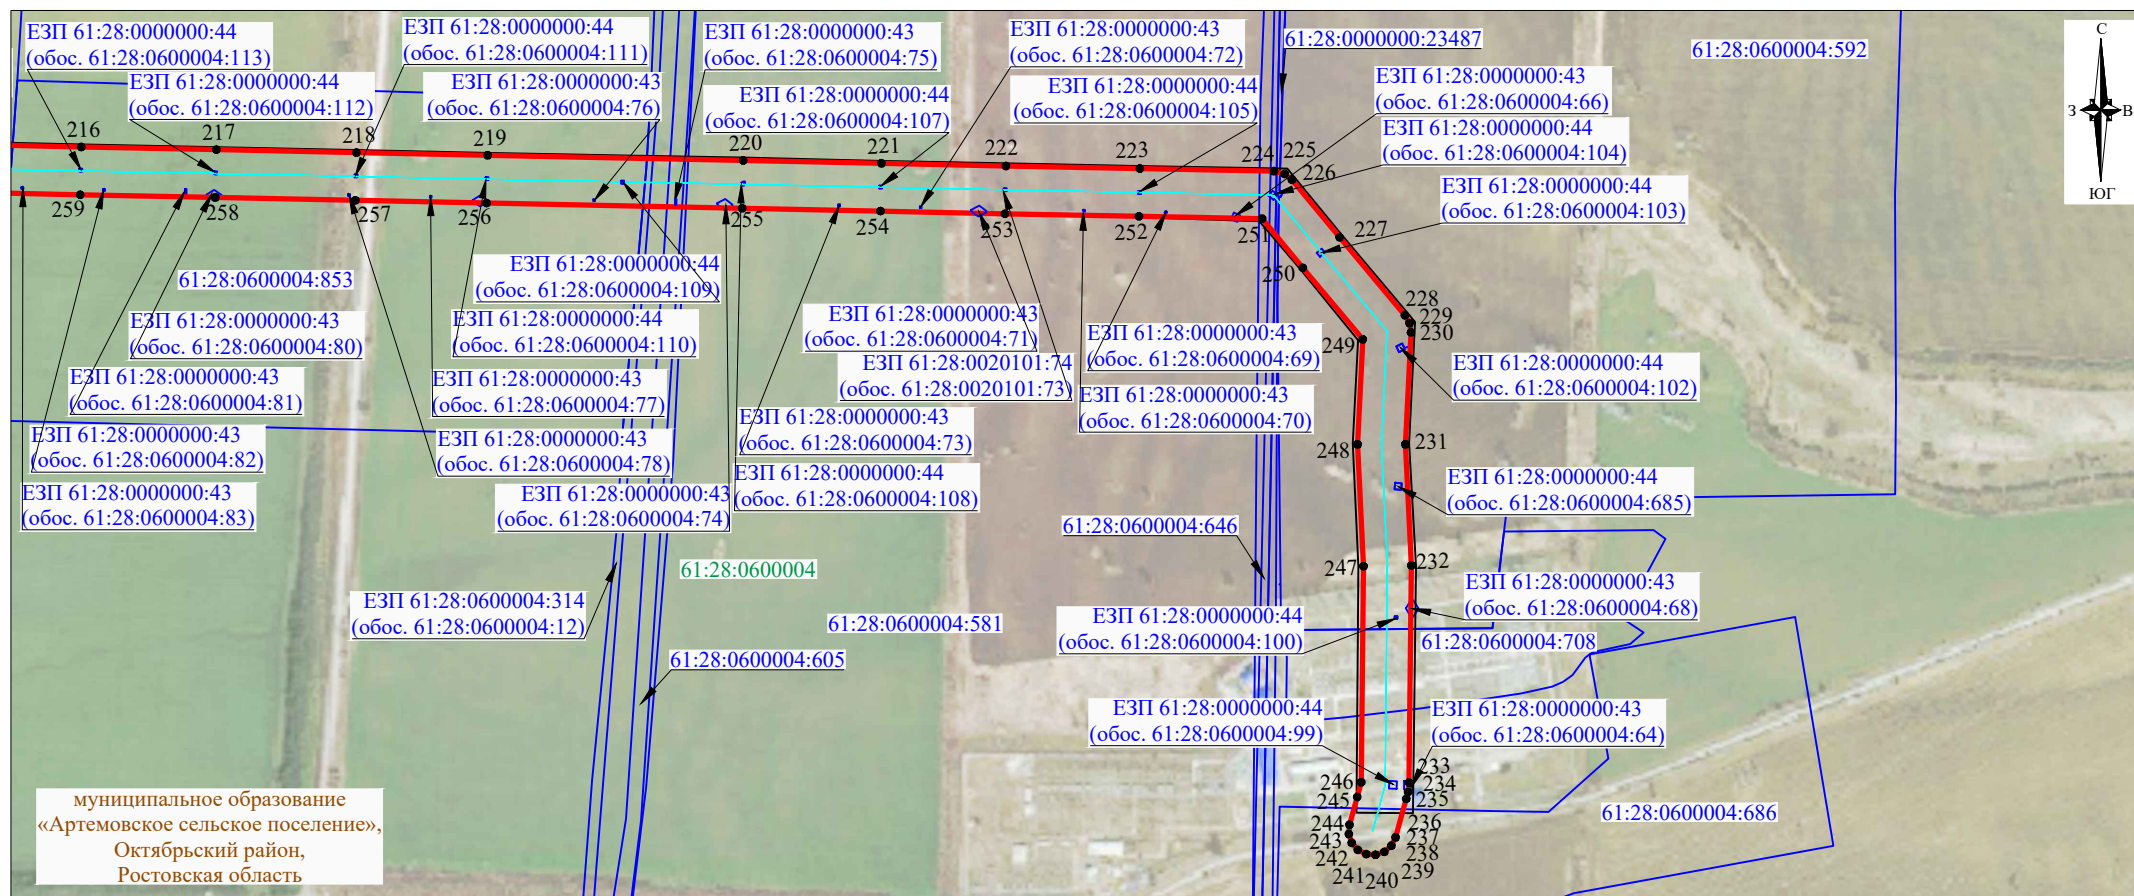 ЕЗП 61:28:0000000:44
(обос. 61:28:0600004:113)
ЕЗП 61:28:0000000:44
(обос. 61:28:0600004:112)
ЕЗП 61:28:0000000:44
(обос. 61:28:0600004:111)
ЕЗП 61:28:0000000:43
(обос. 61:28:0600004:76)
ЕЗП 61:28:0000000:43
(обос. 61:28:0600004:75)
ЕЗП 61:28:0000000:44
(обос. 61:28:0600004:107)
ЕЗП 61:28:0000000:43
(обос. 61:28:0600004:72)
ЕЗП 61:28:0000000:44
(обос. 61:28:0600004:105)
61:28:0000000:23487
ЕЗП 61:28:0000000:43
(обос. 61:28:0600004:66)
ЕЗП 61:28:0000000:44
(обос. 61:28:0600004:104)
ЕЗП 61:28:0000000:44
(обос. 61:28:0600004:103)
61:28:0600004:592
С
З
В
ЮГ
216
217
218
219
220
221
222
223
224
225
226
227
228
229
230
231
232
233
234
235
236
237
238
239
240
241
242
243
244
245
246
247
248
249
250
251
252
253
254
255
256
257
258
259
61:28:0600004:853
ЕЗП 61:28:0000000:43
(обос. 61:28:0600004:80)
ЕЗП 61:28:0000000:43
(обос. 61:28:0600004:81)
ЕЗП 61:28:0000000:43
(обос. 61:28:0600004:82)
ЕЗП 61:28:0000000:43
(обос. 61:28:0600004:83)
ЕЗП 61:28:0000000:44
(обос. 61:28:0600004:109)
ЕЗП 61:28:0000000:44
(обос. 61:28:0600004:110)
ЕЗП 61:28:0000000:43
(обос. 61:28:0600004:77)
ЕЗП 61:28:0000000:43
(обос. 61:28:0600004:78)
ЕЗП 61:28:0000000:43
(обос. 61:28:0600004:74)
ЕЗП 61:28:0000000:43
(обос. 61:28:0600004:71)
ЕЗП 61:28:0020101:74
(обос. 61:28:0020101:73)
ЕЗП 61:28:0000000:43
(обос. 61:28:0600004:73)
ЕЗП 61:28:0000000:44
(обос. 61:28:0600004:108)
ЕЗП 61:28:0000000:43
(обос. 61:28:0600004:69)
ЕЗП 61:28:0000000:43
(обос. 61:28:0600004:70)
ЕЗП 61:28:0000000:44
(обос. 61:28:0600004:102)
ЕЗП 61:28:0000000:44
(обос. 61:28:0600004:685)
61:28:0600004:646
61:28:0600004
ЕЗП 61:28:0600004:314
(обос. 61:28:0600004:12)
61:28:0600004:581
61:28:0600004:605
ЕЗП 61:28:0000000:43
(обос. 61:28:0600004:68)
ЕЗП 61:28:0000000:44
(обос. 61:28:0600004:100)
61:28:0600004:708
ЕЗП 61:28:0000000:44
(обос. 61:28:0600004:99)
ЕЗП 61:28:0000000:43
(обос. 61:28:0600004:64)
61:28:0600004:686
муниципальное образование
«Артемовское сельское поселение»,
Октябрьский район,
Ростовская область